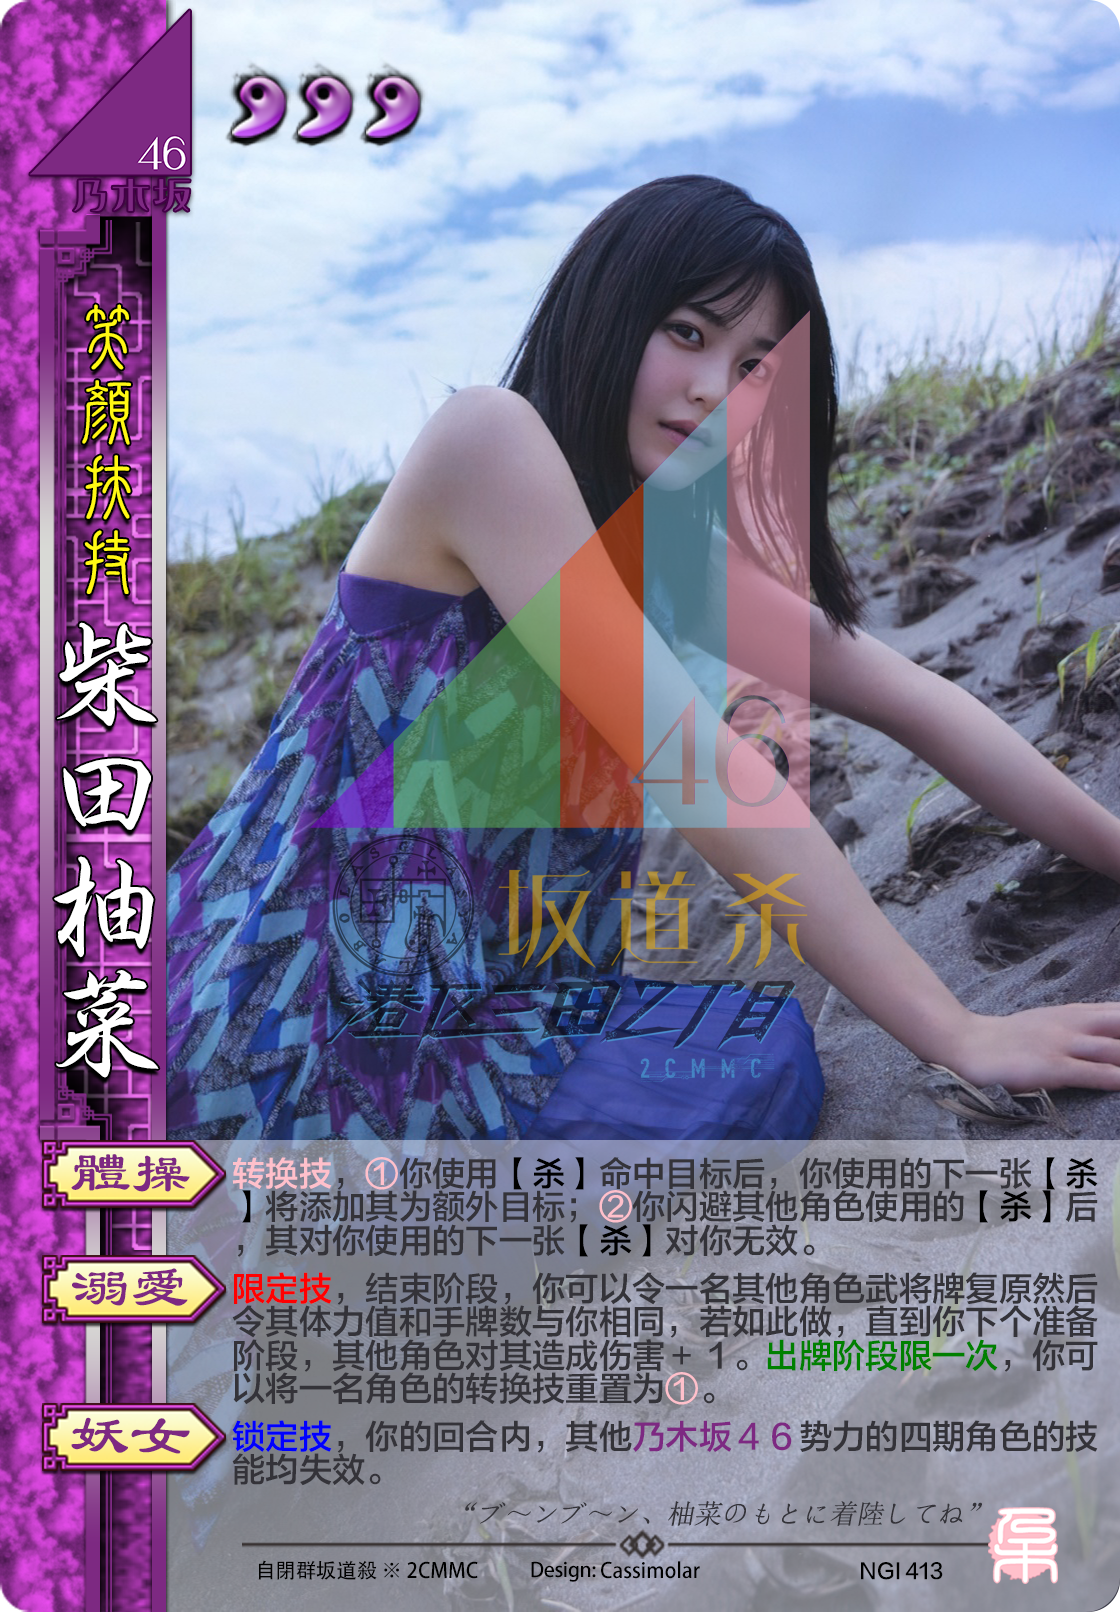 46
乃木坂
笑顔扶持
柴田柚菜
46
坂道杀
港区三田2丁目
2CMMC
體操
转换技，①你使用【杀】命中目标后，你使用的下一张【杀
】将添加其为额外目标；②你闪避其他角色使用的【杀】后
，其对你使用的下一张【杀】对你无效。
溺愛
限定技，结束阶段，你可以令一名其他角色武将牌复原然后
令其体力值和手牌数与你相同，若如此做，直到你下个准备
阶段，其他角色对其造成伤害＋１。出牌阶段限一次，你可
以将一名角色的转换技重置为①。
妖女
锁定技，你的回合内，其他乃木坂４６势力的四期角色的技
能均失效。
“ブ～ンブ～ン、柚菜のもとに着陸してね”
自閉群坂道殺 ※ 2CMMC Design: Cassimolar NGI 413